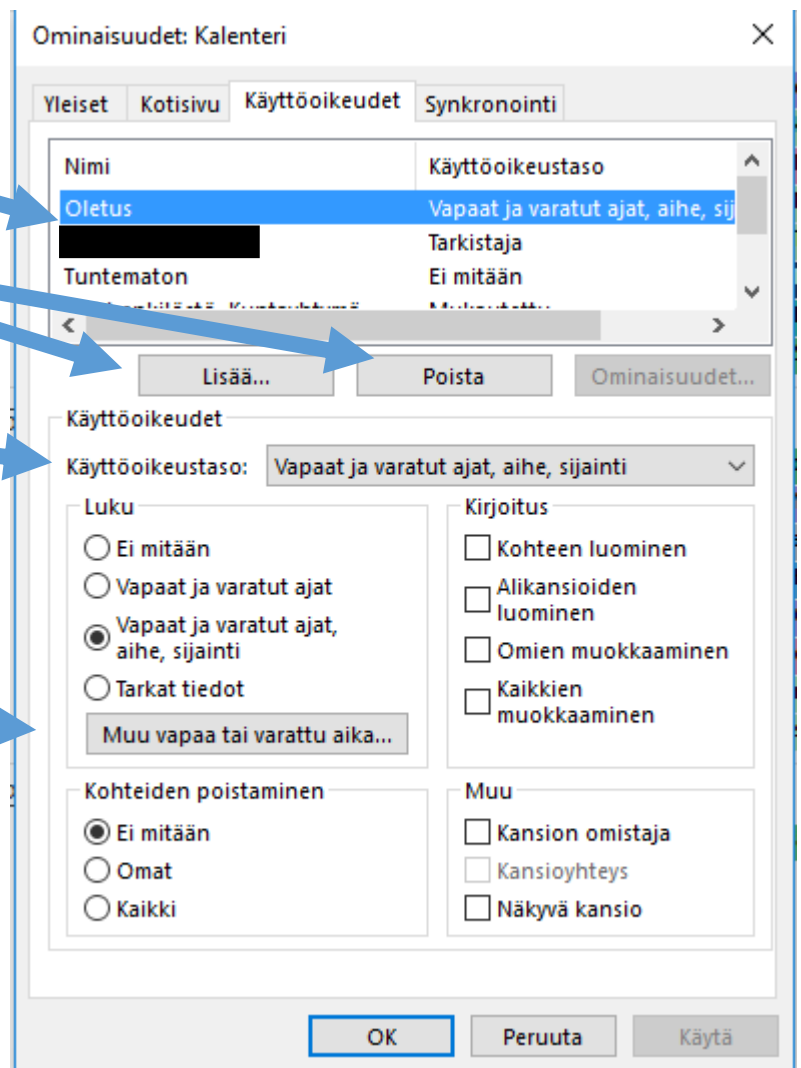 Ominaisuudet: Kalenteri
Yleiset Kotisivu Käyttöoikeudet Synkronointi
Nimi Käyttöoikeustaso
Oletus Vapaat ja varatut ajat, aihe, sij
Tarkistaja
Tuntematon Ei mitään
Lisää... Poista Ominaisuudet...
Käyttöoikeudet
Käyttöoikeustaso: Vapaat ja varatut ajat, aihe, sijainti
Luku Kirjoitus
Ei mitään Kohteen luominen
Vapaat ja varatut ajat Alikansioiden
luominen
Vapaat ja varatut ajat,
aihe, sijainti Omien muokkaaminen
Tarkat tiedot Kaikkien
muokkaaminen
Muu vapaa tai varattu aika...
Kohteiden poistaminen Muu
Ei mitään Kansion omistaja
Omat Kansioyhteys
Kaikki Näkyvä kansio
OK Peruuta Käytä